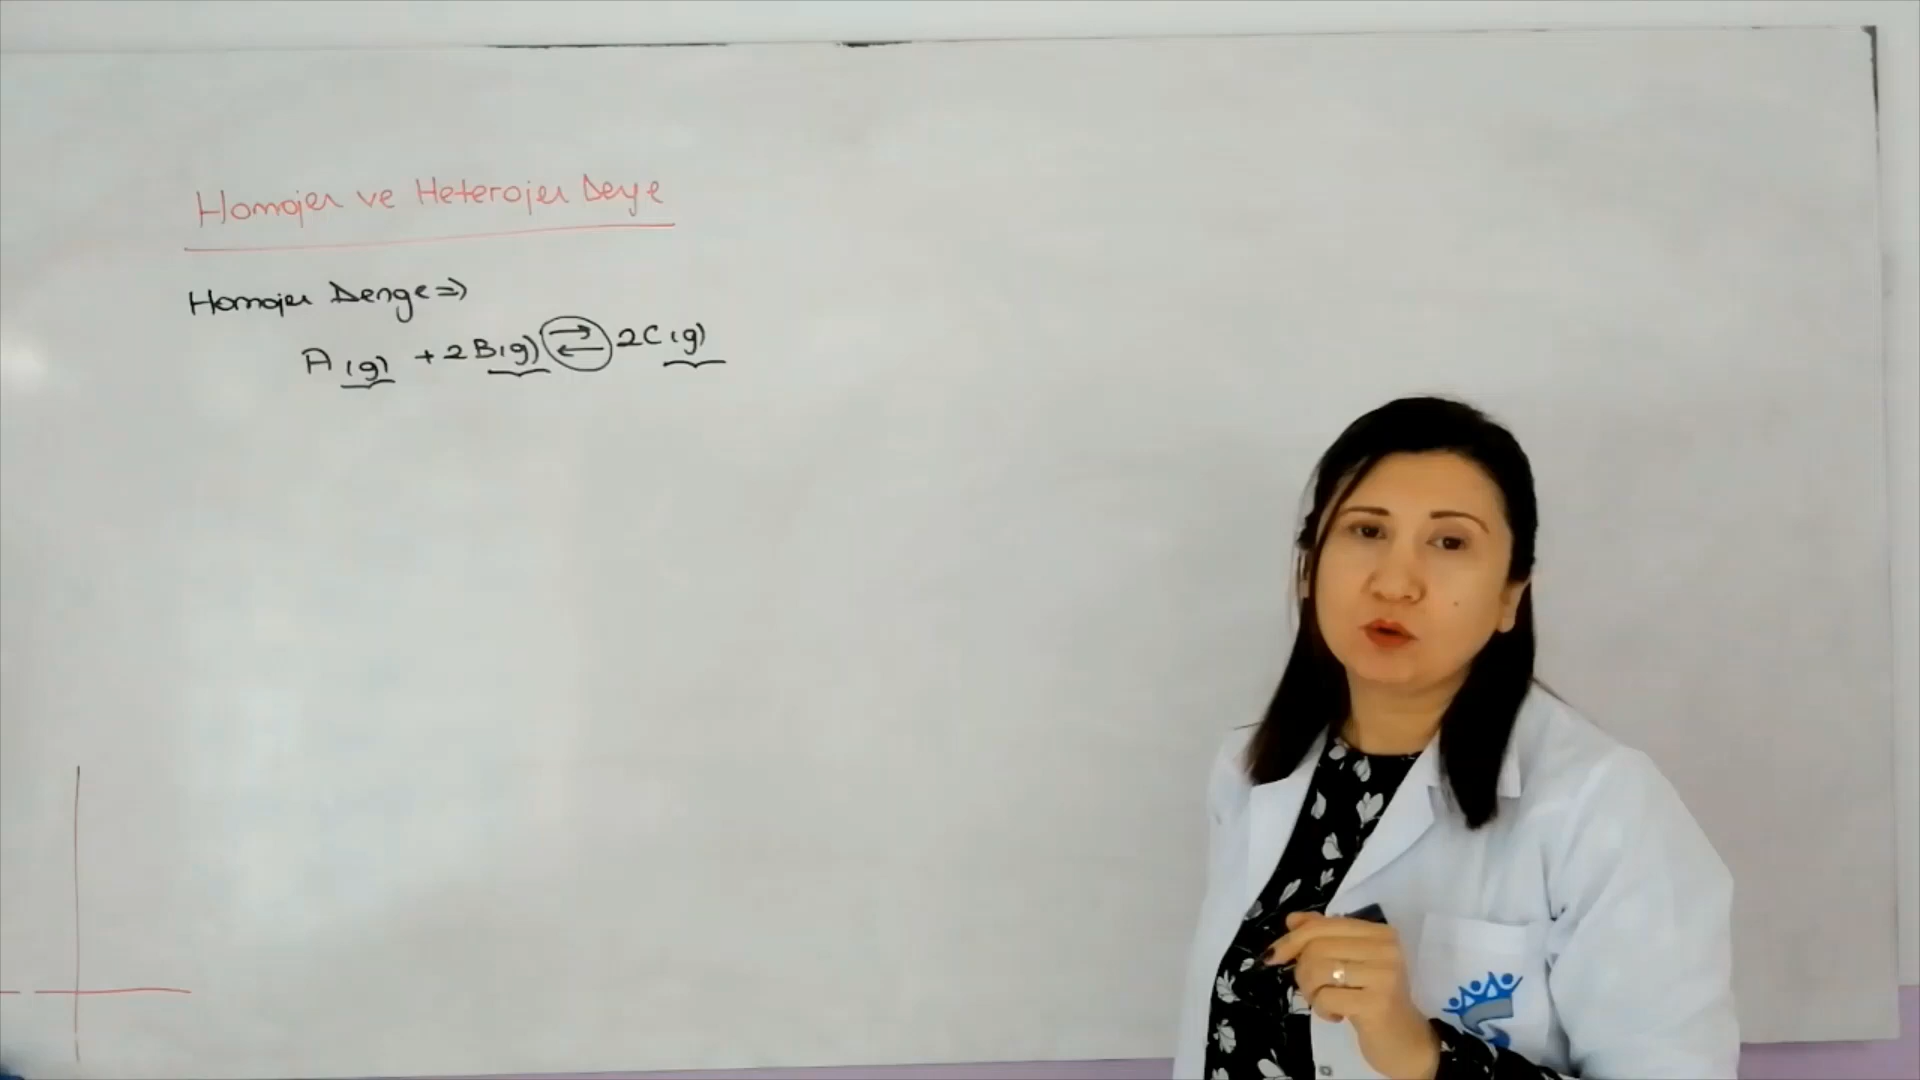 Homojen ve Heterojen Denge
Homojen Denge ⇒
A(g) + 2B(g) ⇌ 2C(g)